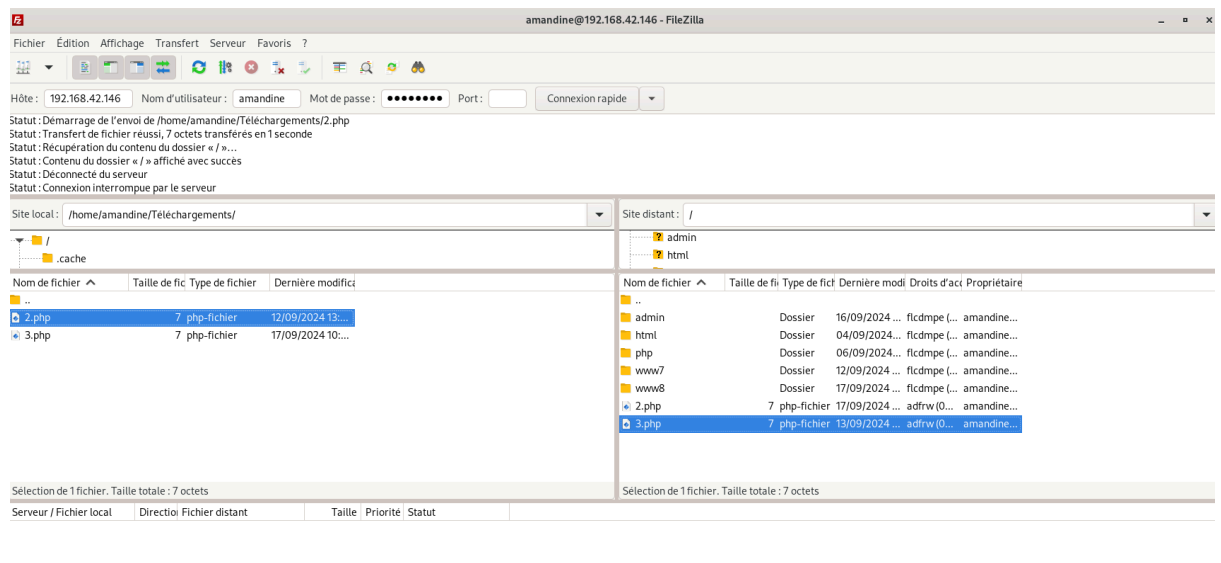 amandine@192.168.42.146 - FileZilla
Fichier Édition Affichage Transfert Serveur Favoris ?
Hôte : 192.168.42.146 Nom d'utilisateur : amandine Mot de passe : ●●●●●●●● Port : Connexion rapide
Statut : Démarrage de l'envoi de /home/amandine/Téléchargements/2.php
Statut : Transfert de fichier réussi, 7 octets transférés en 1 seconde
Statut : Récupération du contenu du dossier « / »...
Statut : Contenu du dossier « / » affiché avec succès
Statut : Déconnecté du serveur
Statut : Connexion interrompue par le serveur
Site local : /home/amandine/Téléchargements/
/
.cache
Nom de fichier Taille de fic Type de fichier Dernière modifica
..
2.php 7 php-fichier 12/09/2024 13:...
3.php 7 php-fichier 17/09/2024 10:...
Sélection de 1 fichier. Taille totale : 7 octets
Site distant : /
? admin
? html
Nom de fichier Taille de fi Type de fich Dernière modi Droits d'acc Propriétaire
..
admin Dossier 16/09/2024 ... flcdmpe (... amandine...
html Dossier 04/09/2024... flcdmpe (... amandine...
php Dossier 06/09/2024... flcdmpe (... amandine...
www7 Dossier 12/09/2024 ... flcdmpe (... amandine...
www8 Dossier 17/09/2024 ... flcdmpe (... amandine...
2.php 7 php-fichier 17/09/2024 ... adfrw (0... amandine...
3.php 7 php-fichier 13/09/2024 ... adfrw (0... amandine...
Sélection de 1 fichier. Taille totale : 7 octets
Serveur / Fichier local Direction Fichier distant Taille Priorité Statut